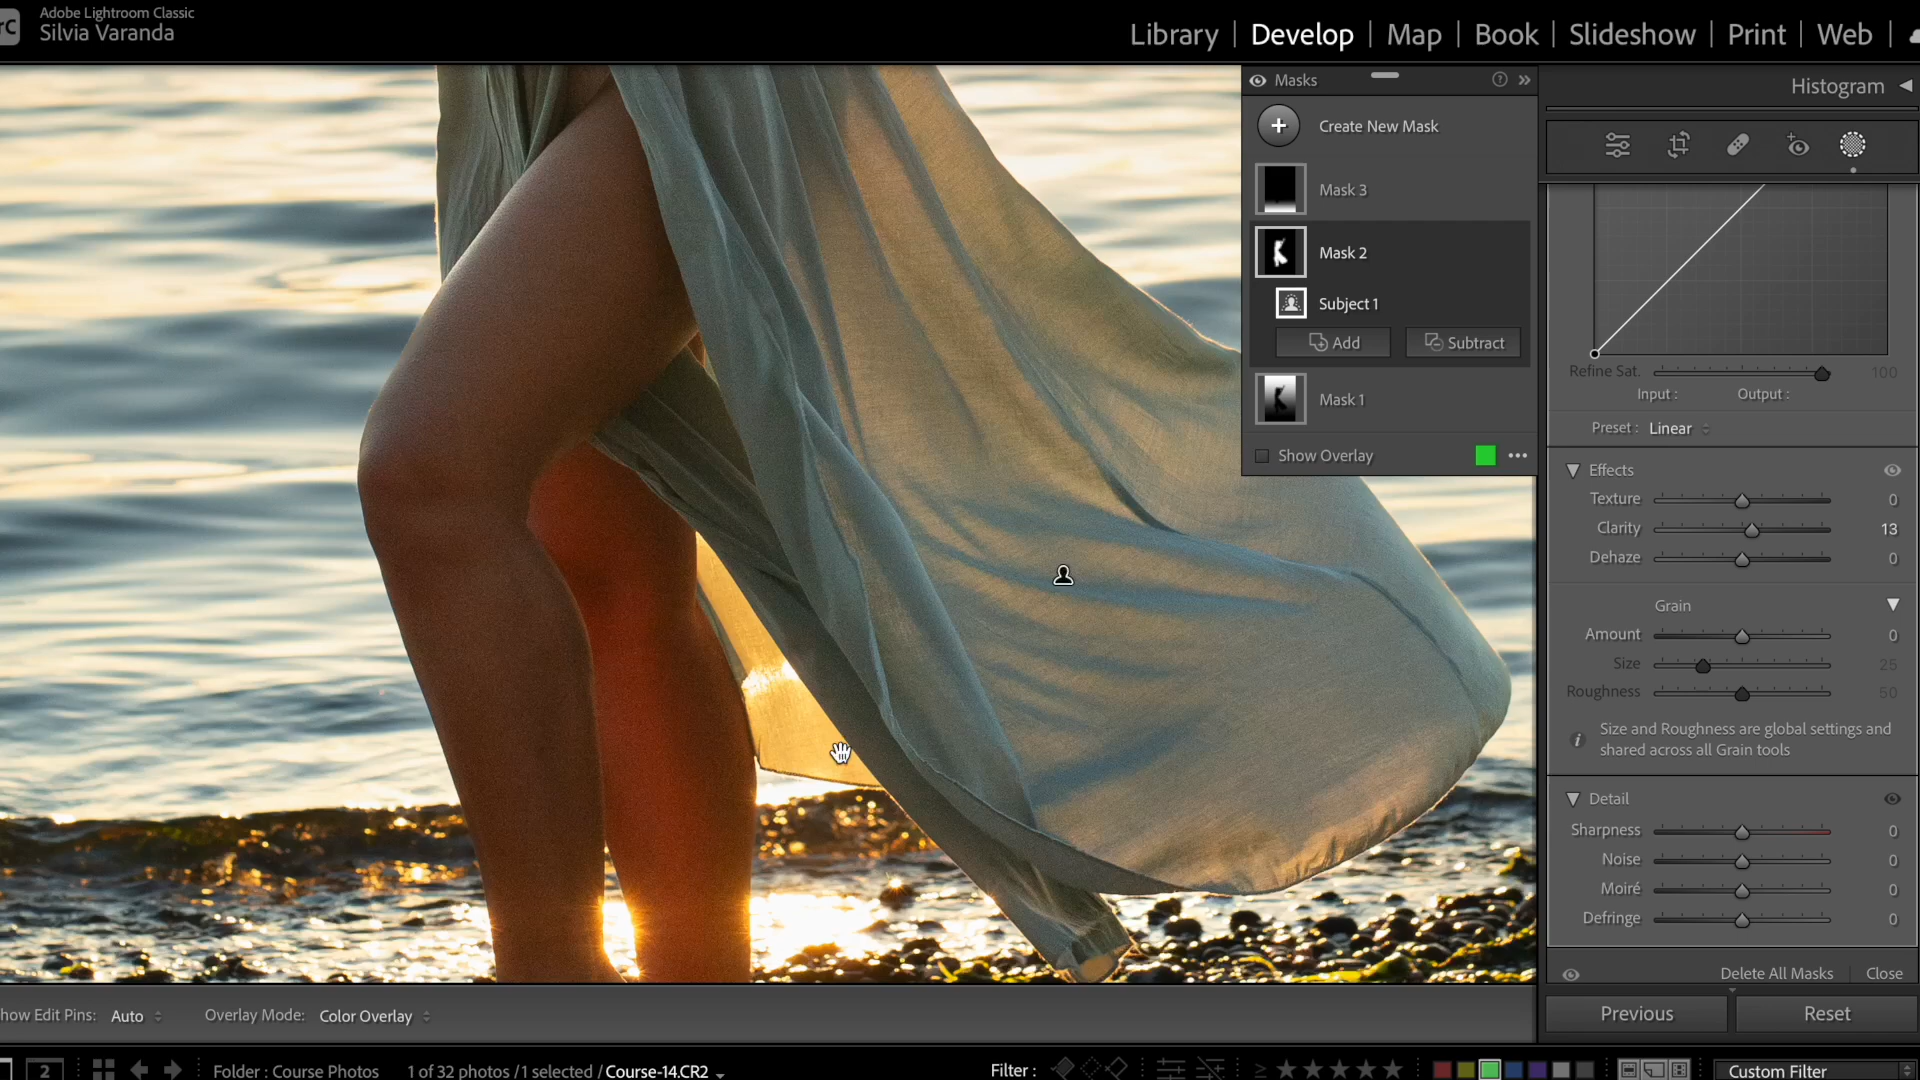 rC
Adobe Lightroom Classic
Silvia Varanda
Library | Develop | Map | Book | Slideshow | Print | Web |
Masks
Create New Mask
Mask 3
Mask 2
Subject 1
Add Subtract
Mask 1
Show Overlay
Histogram
Refine Sat. 100
Input : Output :
Preset : Linear
Effects
Texture 0
Clarity 13
Dehaze 0
Grain
Amount 0
Size 25
Roughness 50
Size and Roughness are global settings and
shared across all Grain tools
Detail
Sharpness 0
Noise 0
Moiré 0
Defringe 0
Delete All Masks Close
Previous Reset
how Edit Pins: Auto Overlay Mode: Color Overlay
2 Folder : Course Photos 1 of 32 photos / 1 selected / Course-14.CR2 Filter : ≥ Custom Filter